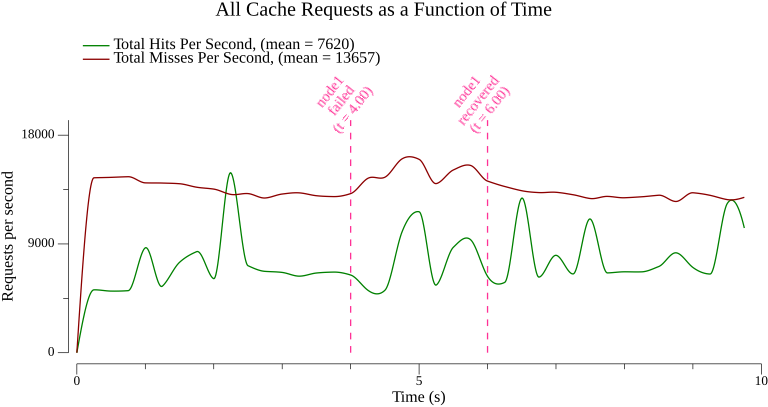 All Cache Requests as a Function of Time
Total Hits Per Second, (mean = 7620)
Total Misses Per Second, (mean = 13657)
node1
failed
(t = 4.00)
node1
recovered
(t = 6.00)
18000
9000
0
Requests per second
0
5
10
Time (s)